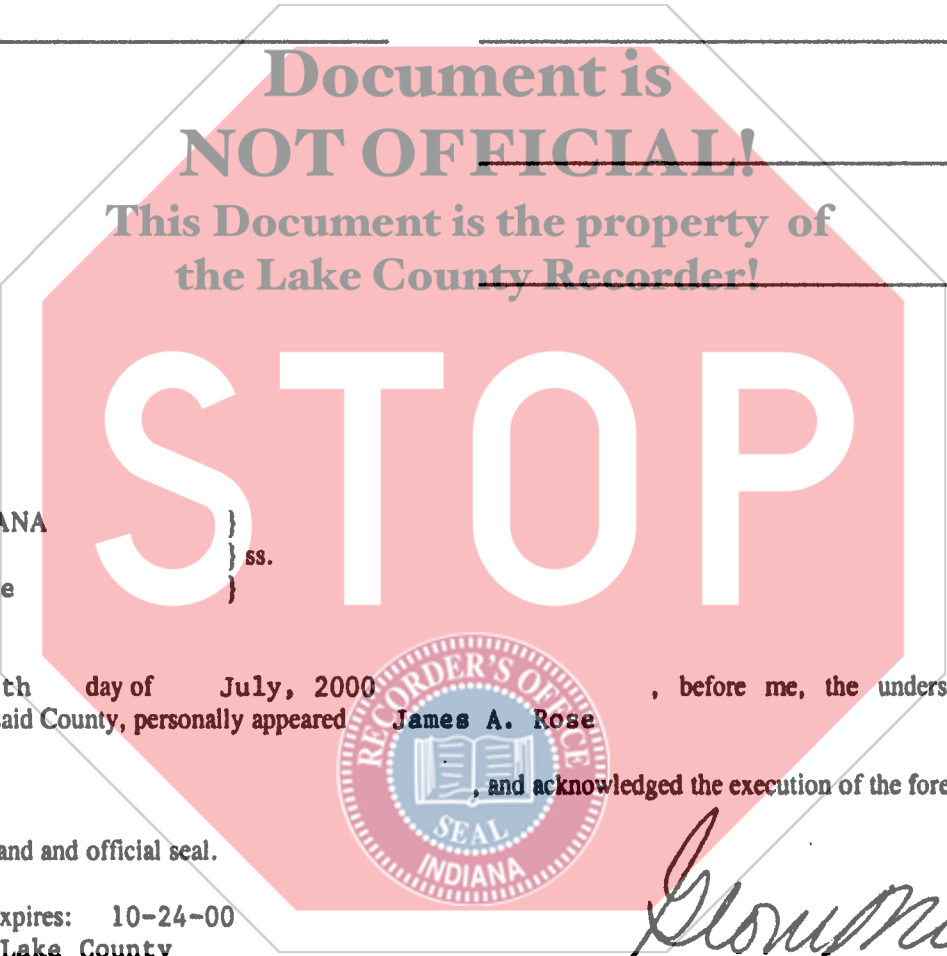 Document is
NOT OFFICIAL!
This Document is the property of
the Lake County Recorder!
STOP
ANA }
} ss.
e }
th day of July, 2000 , before me, the unders
aid County, personally appeared James A. Rose
, and acknowledged the execution of the fore
and and official seal.
xpires: 10-24-00
Lake County
RECORDER'S OFFICE
SEAL
INDIANA